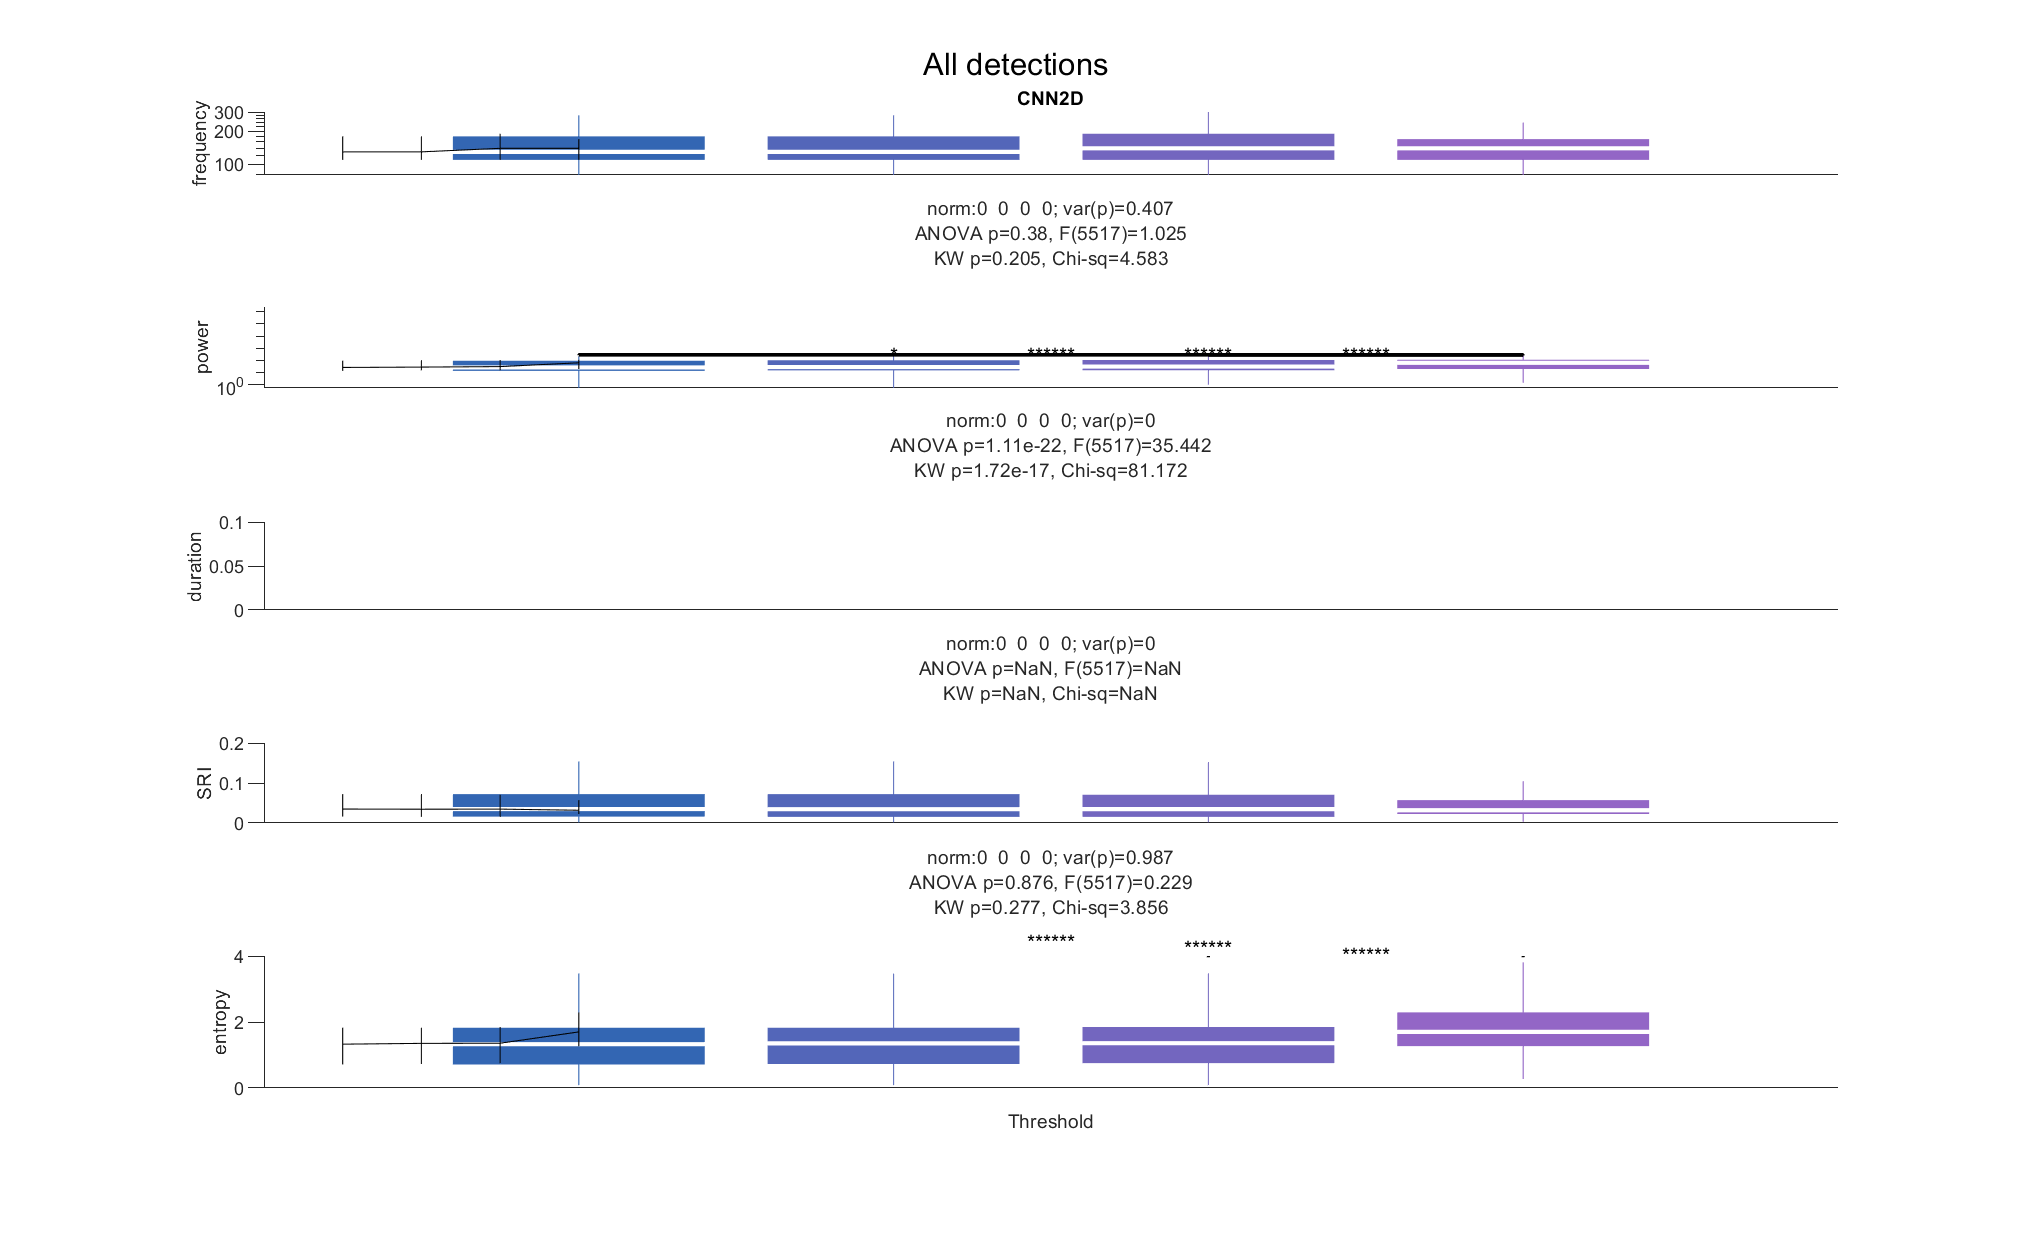 All detections
CNN2D
300
200
100
frequency
norm:0 0 0 0; var(p)=0.407
ANOVA p=0.38, F(5517)=1.025
KW p=0.205, Chi-sq=4.583
power
10^0
* ****** ****** ******
norm:0 0 0 0; var(p)=0
ANOVA p=1.11e-22, F(5517)=35.442
KW p=1.72e-17, Chi-sq=81.172
0.1
0.05
0
duration
norm:0 0 0 0; var(p)=0
ANOVA p=NaN, F(5517)=NaN
KW p=NaN, Chi-sq=NaN
0.2
0.1
0
SRI
norm:0 0 0 0; var(p)=0.987
ANOVA p=0.876, F(5517)=0.229
KW p=0.277, Chi-sq=3.856
****** ****** ******
4
2
0
entropy
Threshold